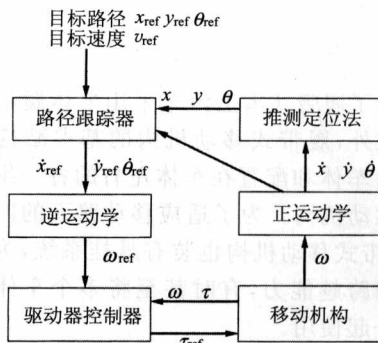 目标路径 x_ref y_ref θ_ref
目标速度 v_ref
x y θ
路径跟踪器
推测定位法
ẋ_ref ẏ_ref θ̇_ref
ẋ ẏ θ̇
逆运动学
正运动学
ω_ref
ω
ω τ
驱动器控制器
移动机构
τ_ref